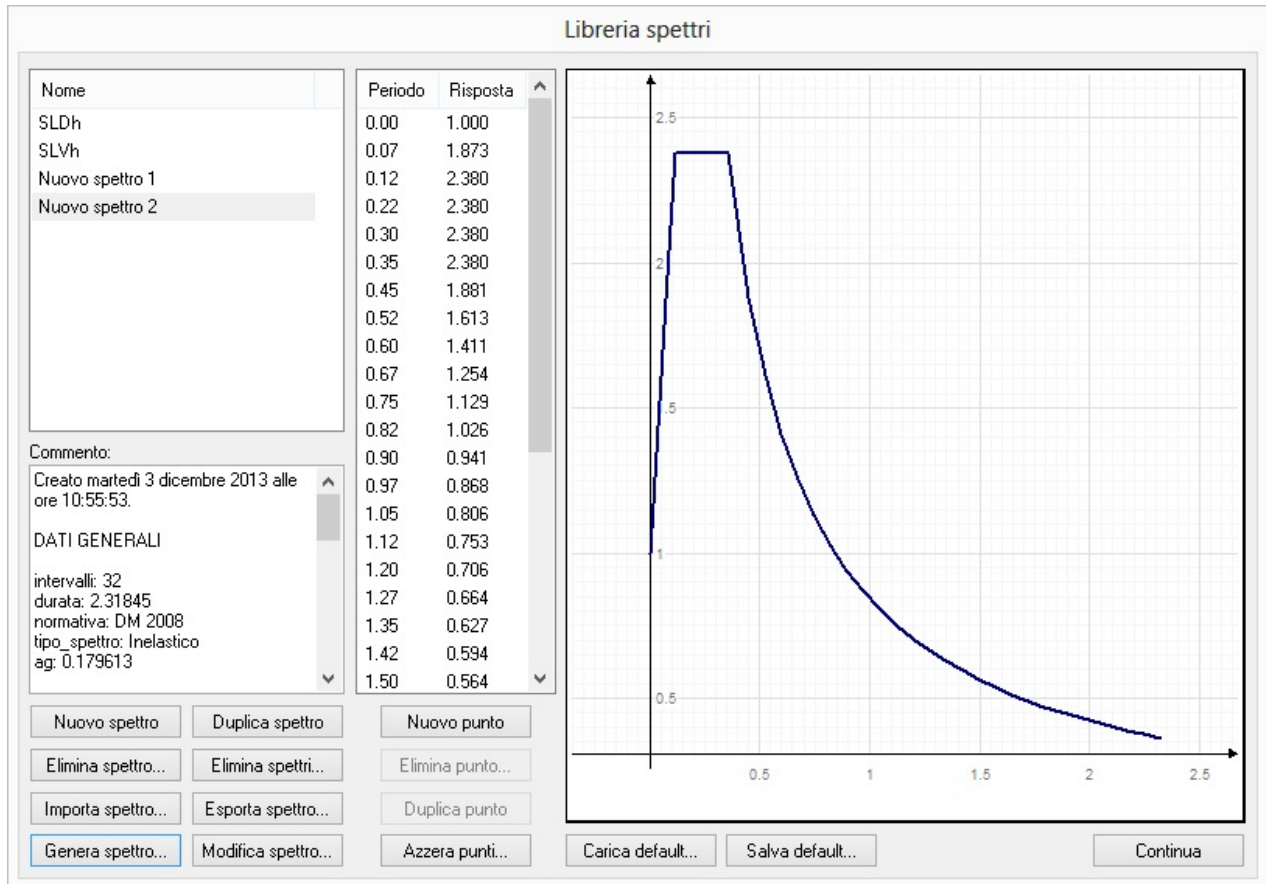 Libreria spettri
Nome
SLDh
SLVh
Nuovo spettro 1
Nuovo spettro 2
Commento:
Creato martedì 3 dicembre 2013 alle
ore 10:55:53.
DATI GENERALI
intervalli: 32
durata: 2.31845
normativa: DM 2008
tipo_spettro: Inelastico
ag: 0.179613
Periodo Risposta
0.00 1.000
0.07 1.873
0.12 2.380
0.22 2.380
0.30 2.380
0.35 2.380
0.45 1.881
0.52 1.613
0.60 1.411
0.67 1.254
0.75 1.129
0.82 1.026
0.90 0.941
0.97 0.868
1.05 0.806
1.12 0.753
1.20 0.706
1.27 0.664
1.35 0.627
1.42 0.594
1.50 0.564
2.5
2
.5
1
0.5
0.5 1 1.5 2 2.5
Nuovo spettro Duplica spettro Nuovo punto
Elimina spettro... Elimina spettri... Elimina punto...
Importa spettro... Esporta spettro... Duplica punto
Genera spettro... Modifica spettro... Azzera punti... Carica default... Salva default... Continua